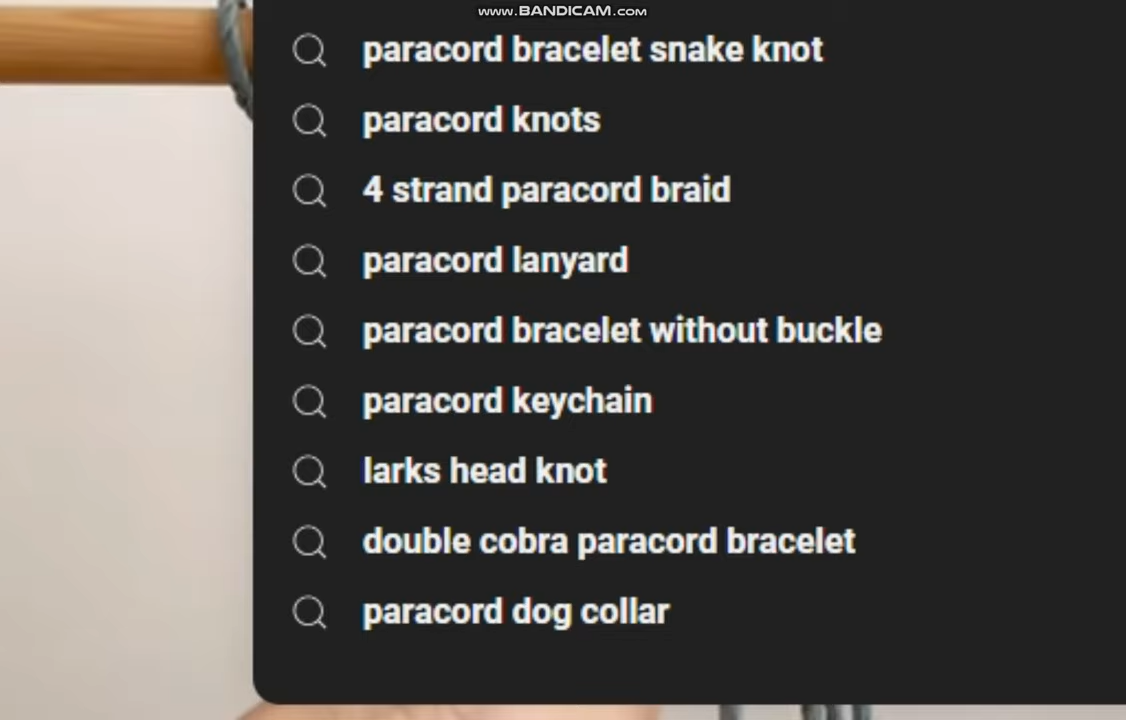 www.BANDICAM.com
paracord bracelet snake knot
paracord knots
4 strand paracord braid
paracord lanyard
paracord bracelet without buckle
paracord keychain
larks head knot
double cobra paracord bracelet
paracord dog collar